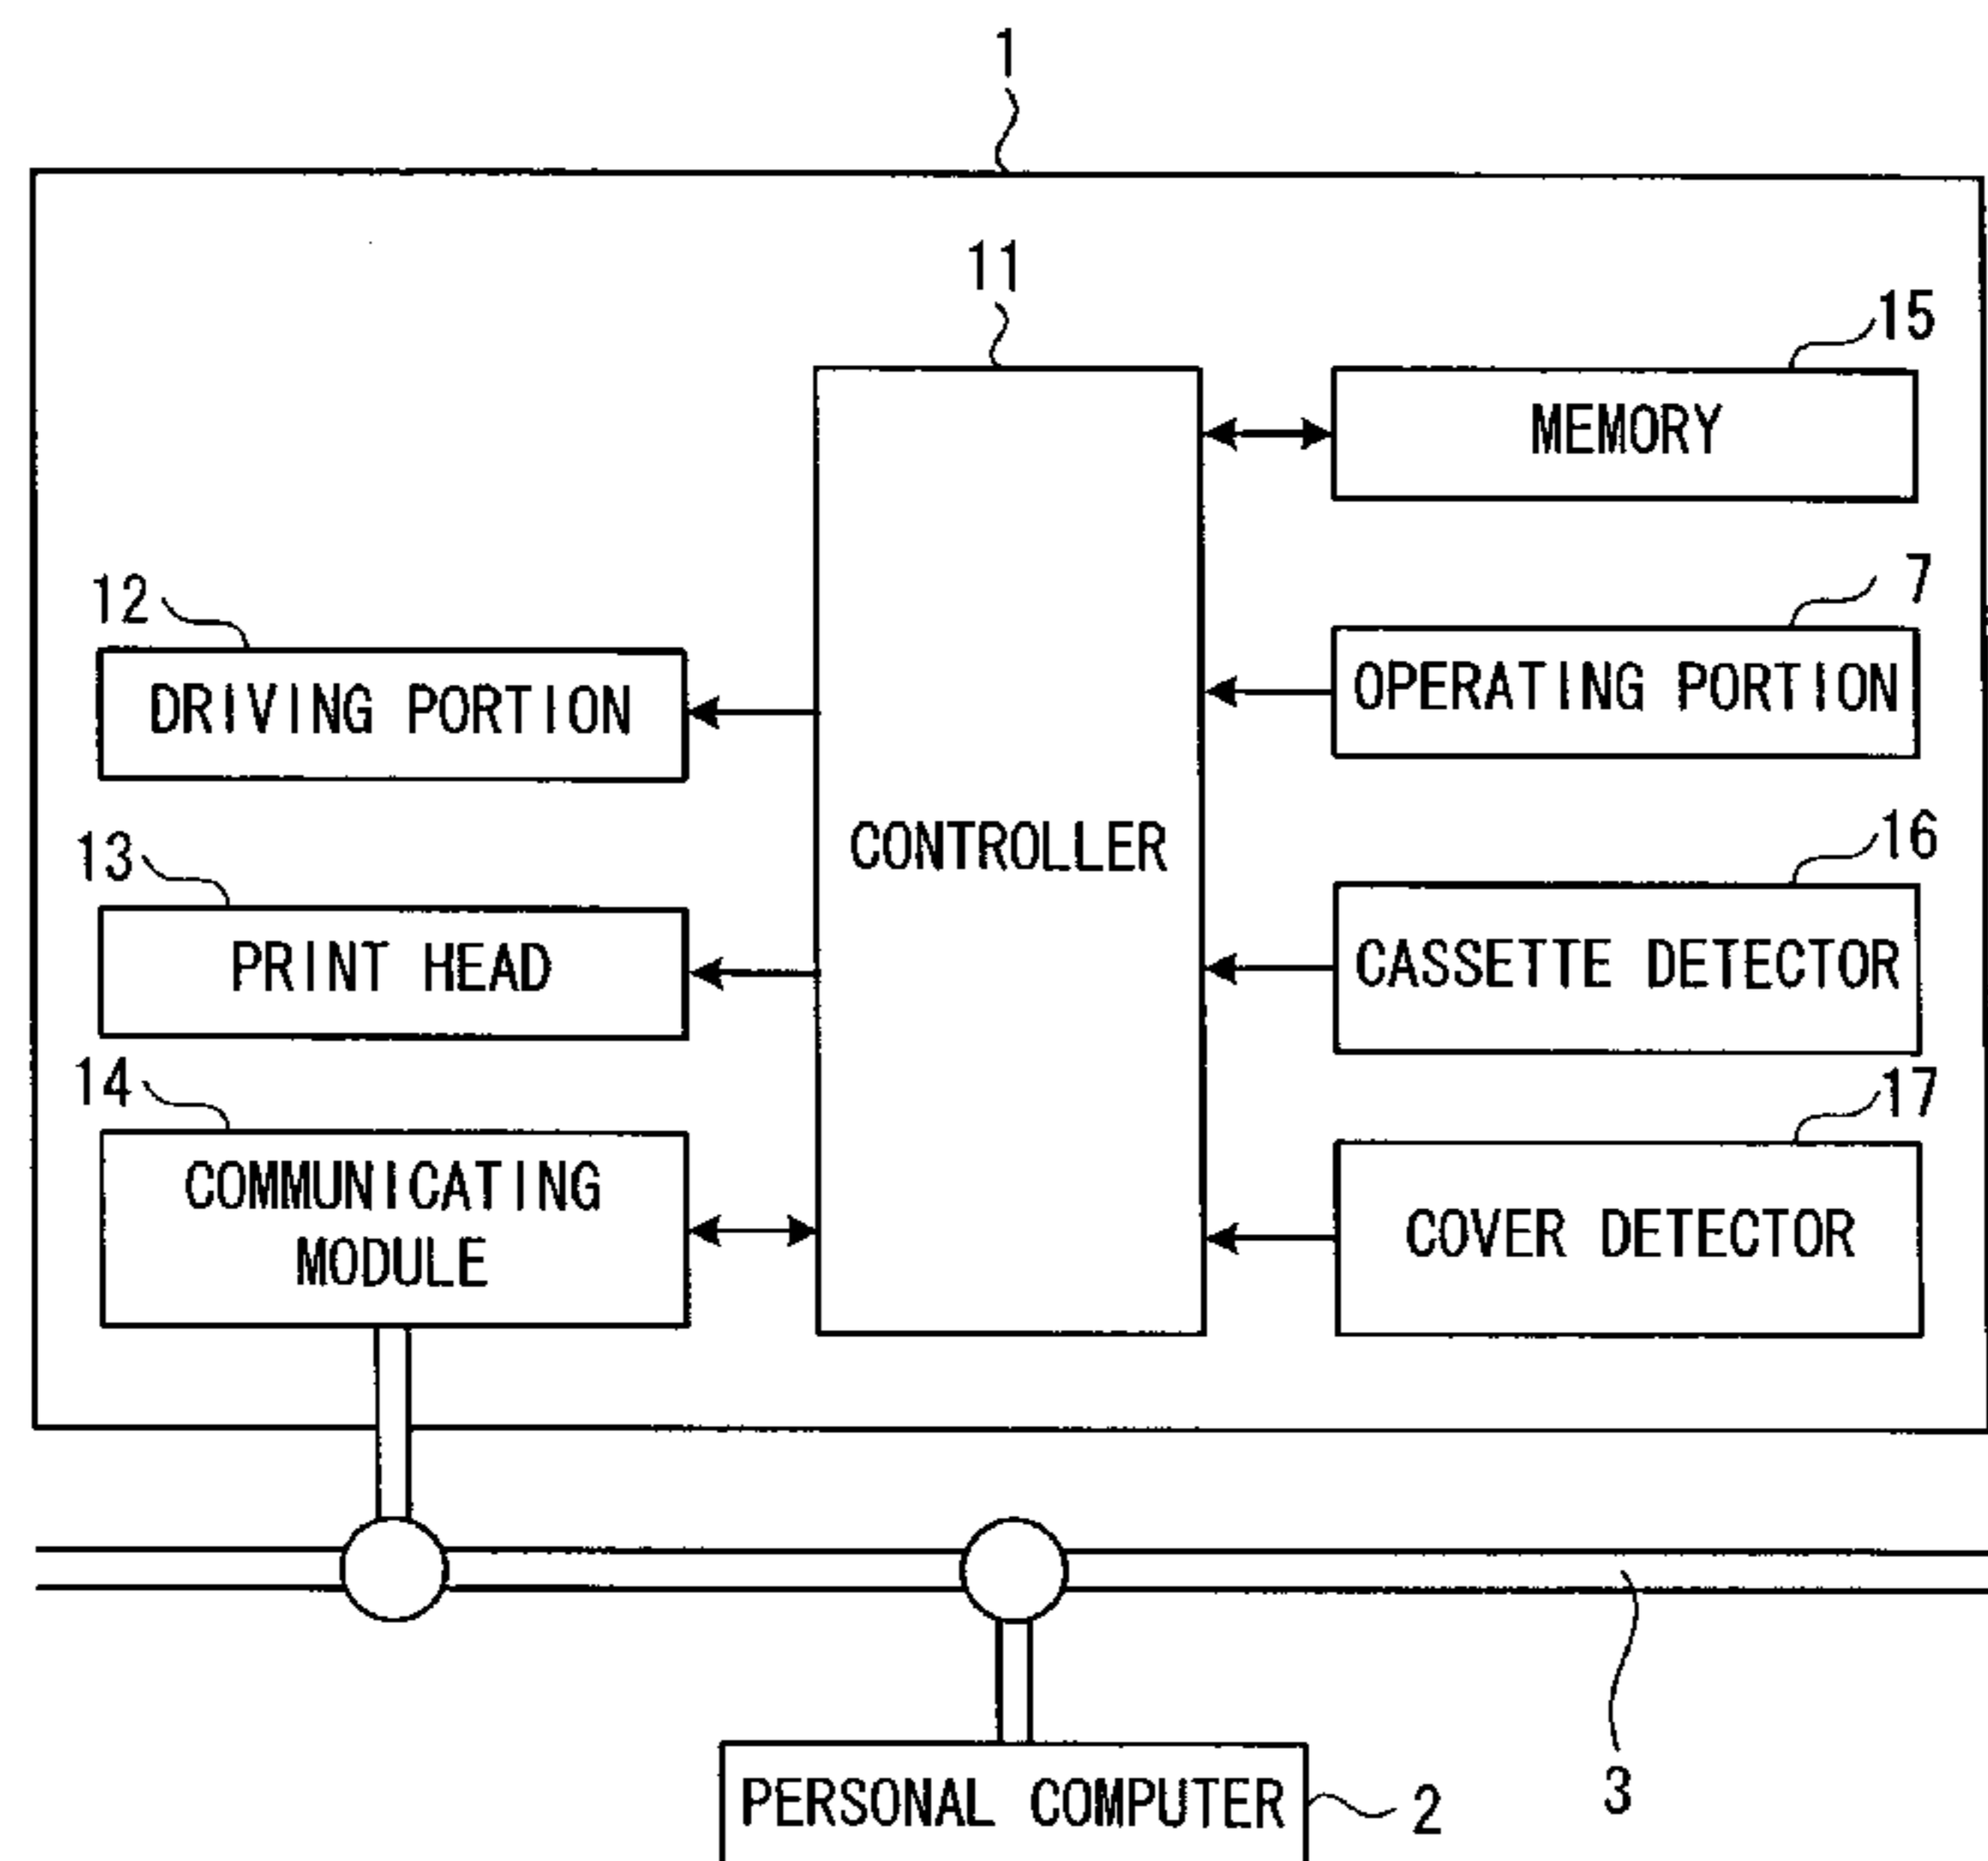 1
11
15
MEMORY
7
12
OPERATING PORTION
DRIVING PORTION
16
13
CONTROLLER
CASSETTE DETECTOR
PRINT HEAD
14
17
COMMUNICATING
MODULE
COVER DETECTOR
3
PERSONAL COMPUTER
2